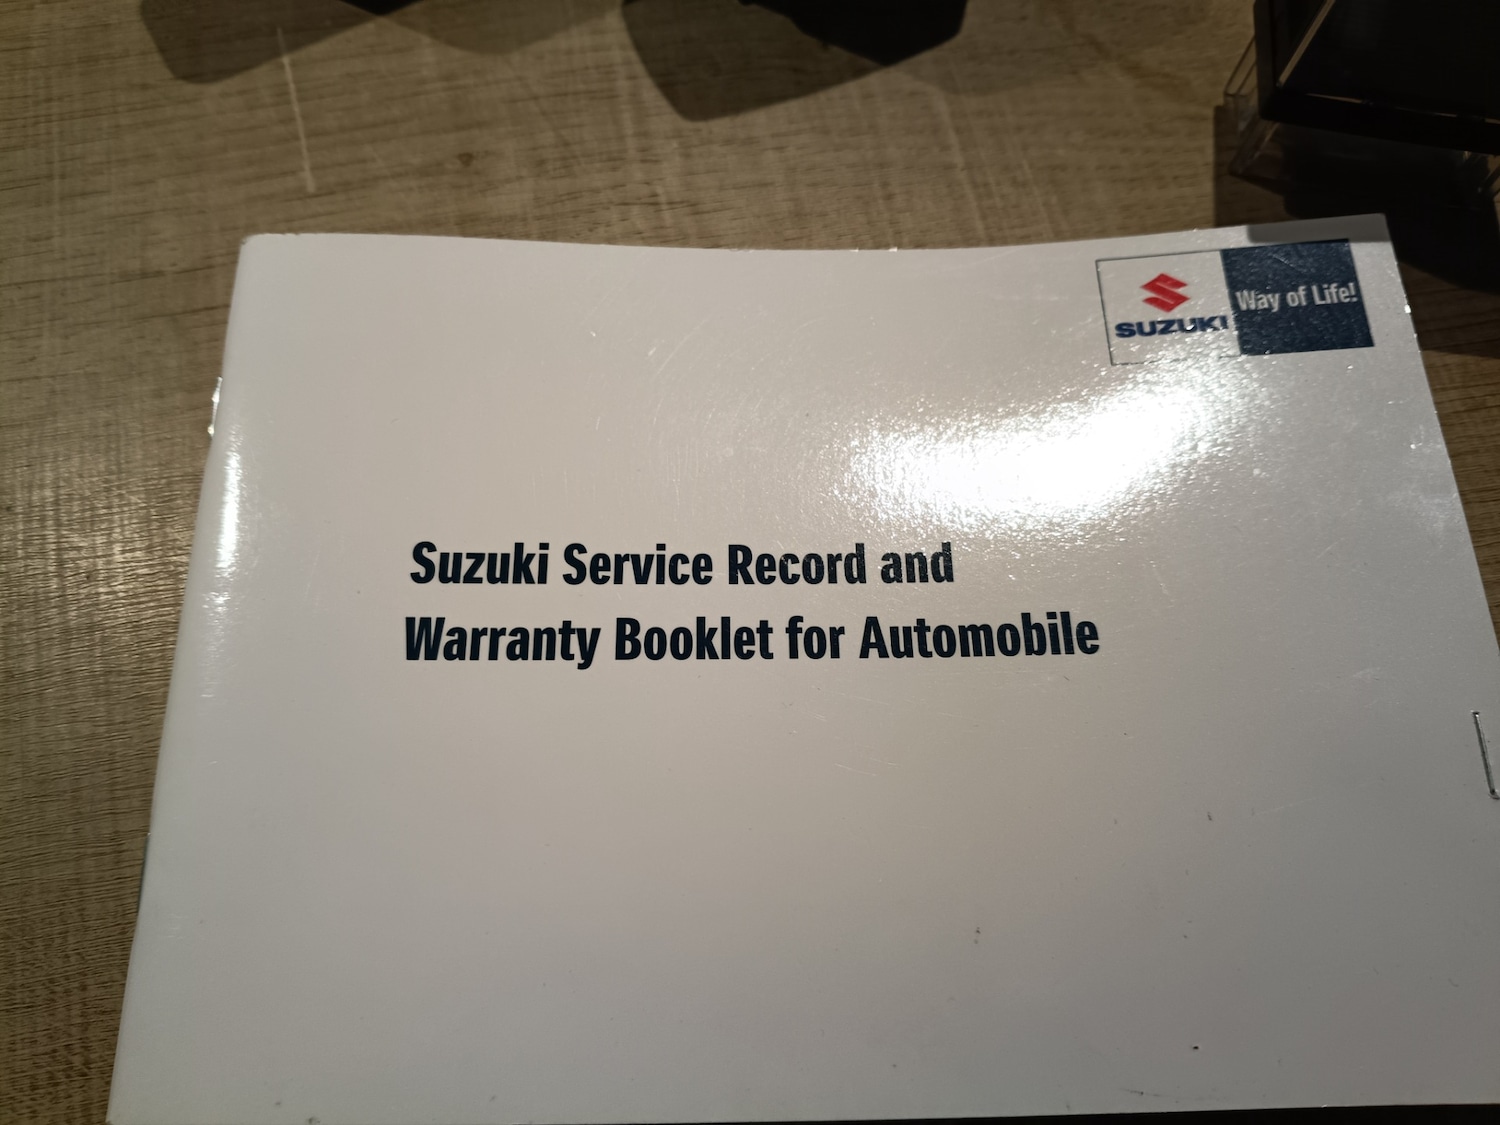 SUZUKI
Way of Life!
Suzuki Service Record and
Warranty Booklet for Automobile